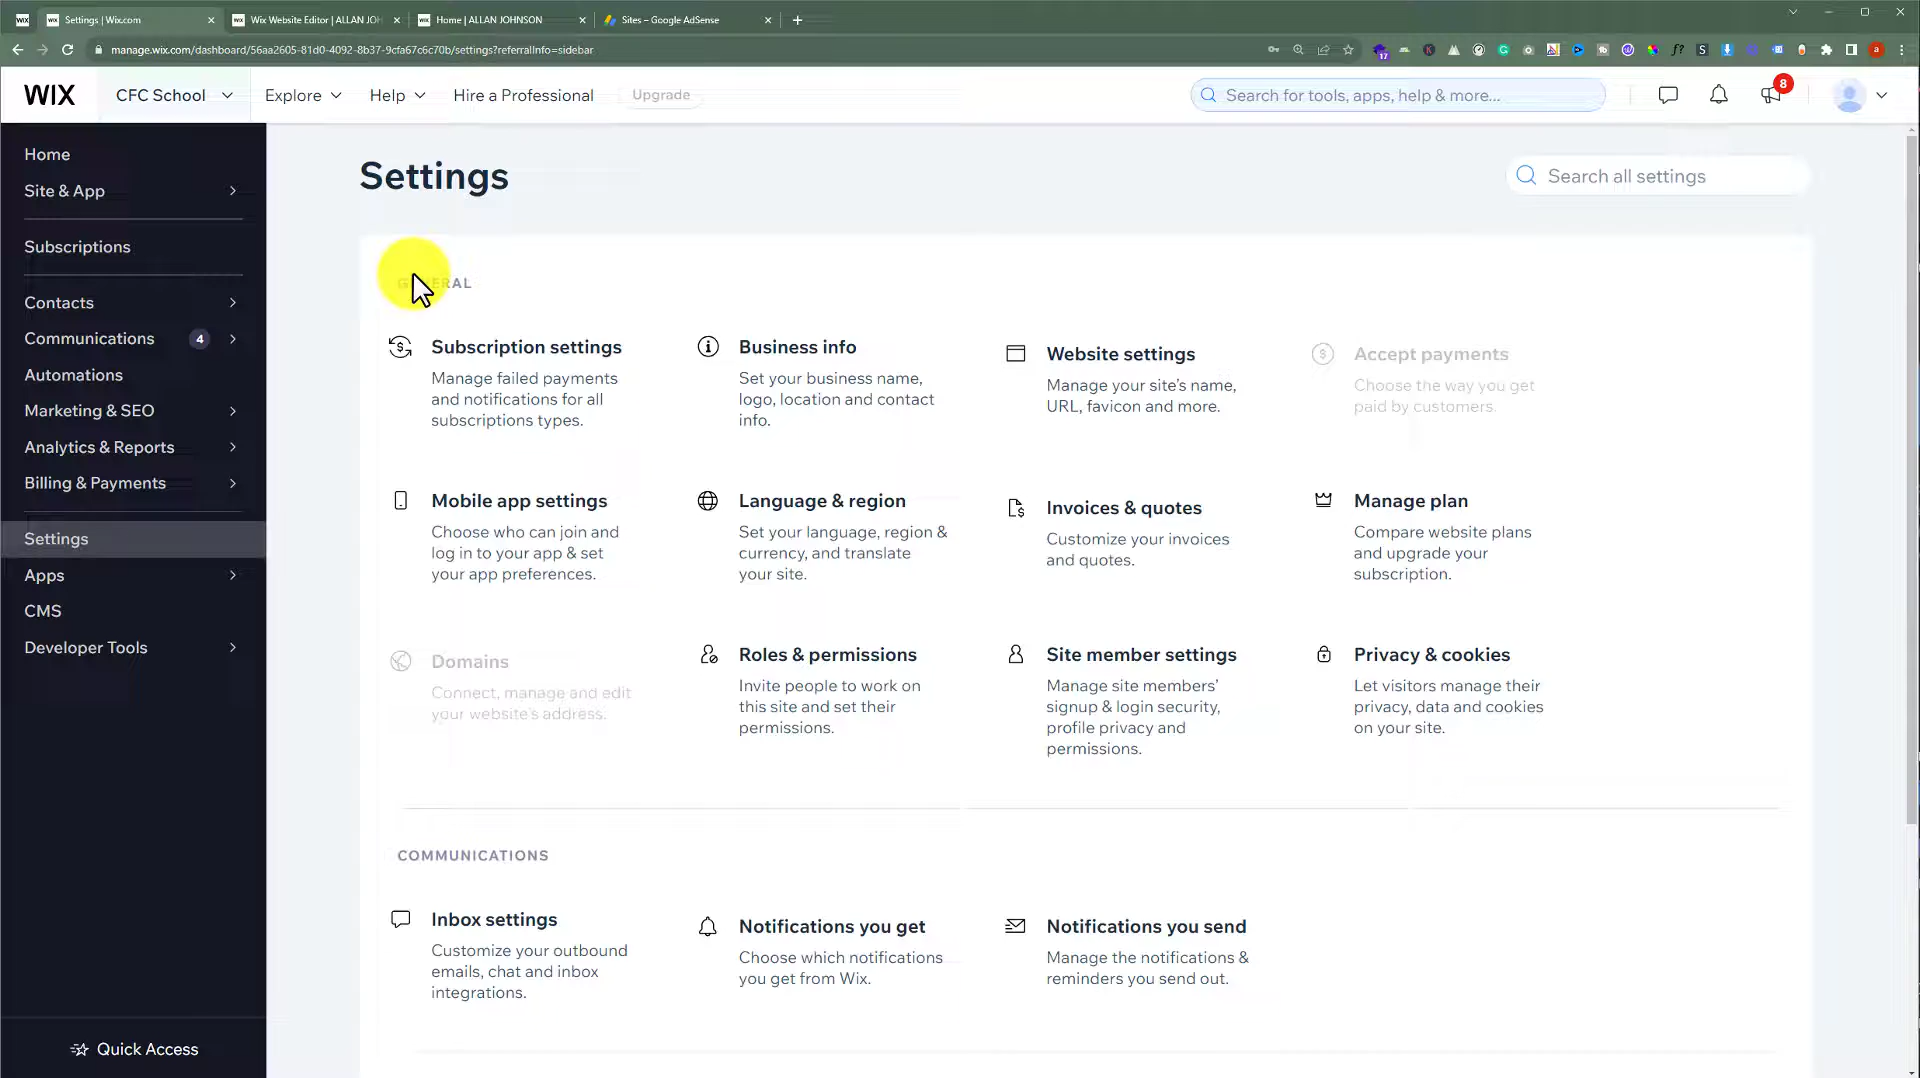 Settings | Wix.com
Wix Website Editor | ALLAN JOH
Home | ALLAN JOHNSON
Sites – Google AdSense
manage.wix.com/dashboard/56aa2605-81d0-4092-8b37-9cfa67c6c70b/settings?referralInfo=sidebar
WIX
CFC School
Explore
Help
Hire a Professional
Upgrade
Search for tools, apps, help & more...
8
Home
Site & App
Subscriptions
Contacts
Communications 4
Automations
Marketing & SEO
Analytics & Reports
Billing & Payments
Settings
Apps
CMS
Developer Tools
Quick Access
Settings
Search all settings
GENERAL
Subscription settings
Manage failed payments
and notifications for all
subscriptions types.
Business info
Set your business name,
logo, location and contact
info.
Website settings
Manage your site's name,
URL, favicon and more.
Accept payments
Choose the way you get
paid by customers.
Mobile app settings
Choose who can join and
log in to your app & set
your app preferences.
Language & region
Set your language, region &
currency, and translate
your site.
Invoices & quotes
Customize your invoices
and quotes.
Manage plan
Compare website plans
and upgrade your
subscription.
Domains
Connect, manage and edit
your website's address.
Roles & permissions
Invite people to work on
this site and set their
permissions.
Site member settings
Manage site members'
signup & login security,
profile privacy and
permissions.
Privacy & cookies
Let visitors manage their
privacy, data and cookies
on your site.
COMMUNICATIONS
Inbox settings
Customize your outbound
emails, chat and inbox
integrations.
Notifications you get
Choose which notifications
you get from Wix.
Notifications you send
Manage the notifications &
reminders you send out.